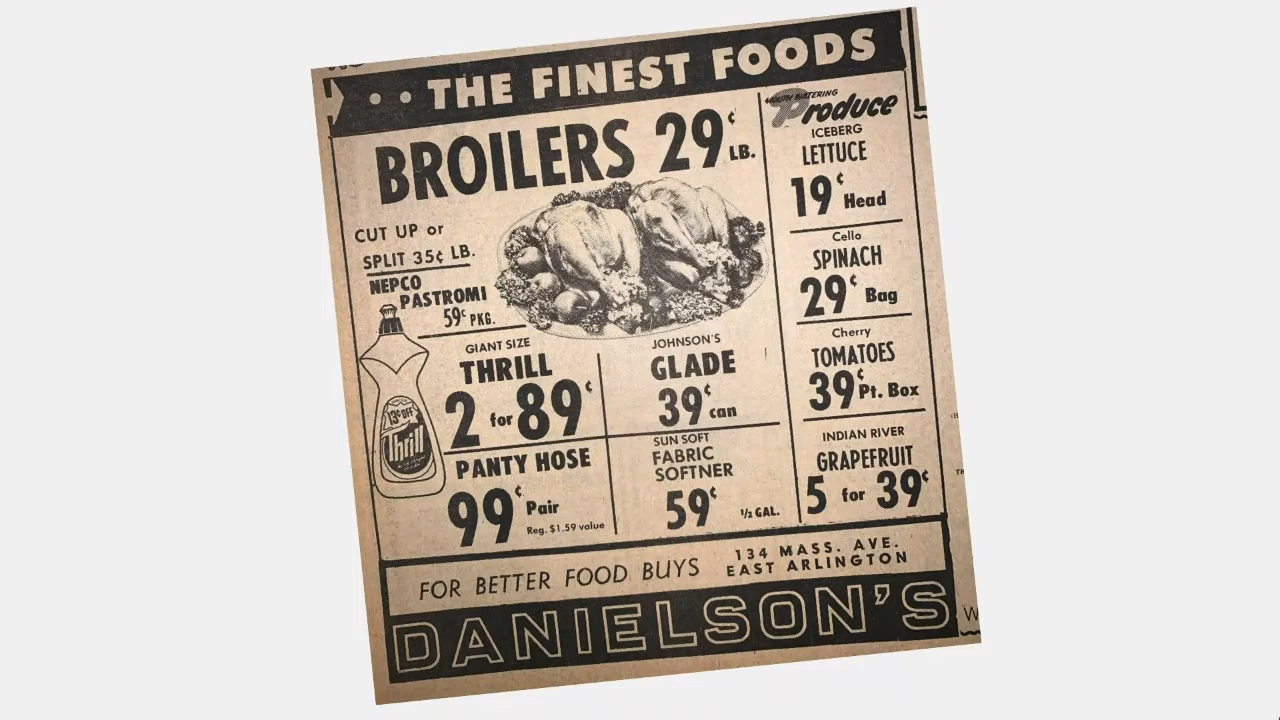 THE FINEST FOODS
BROILERS 29¢ LB.
CUT UP or
SPLIT 35¢ LB.
NEPCO
PASTROMI
59¢ PKG.
GIANT SIZE
THRILL
2 for 89¢
13¢ OFF
Thrill
PANTY HOSE
99¢ Pair
Reg. $1.59 value
JOHNSON'S
GLADE
39¢ can
SUN SOFT
FABRIC
SOFTNER
59¢ 1/2 GAL.
MOUTH WATERING
Produce
ICEBERG
LETTUCE
19¢ Head
Cello
SPINACH
29¢ Bag
Cherry
TOMATOES
39¢ Pt. Box
INDIAN RIVER
GRAPEFRUIT
5 for 39¢
FOR BETTER FOOD BUYS
134 MASS. AVE.
EAST ARLINGTON
DANIELSON'S